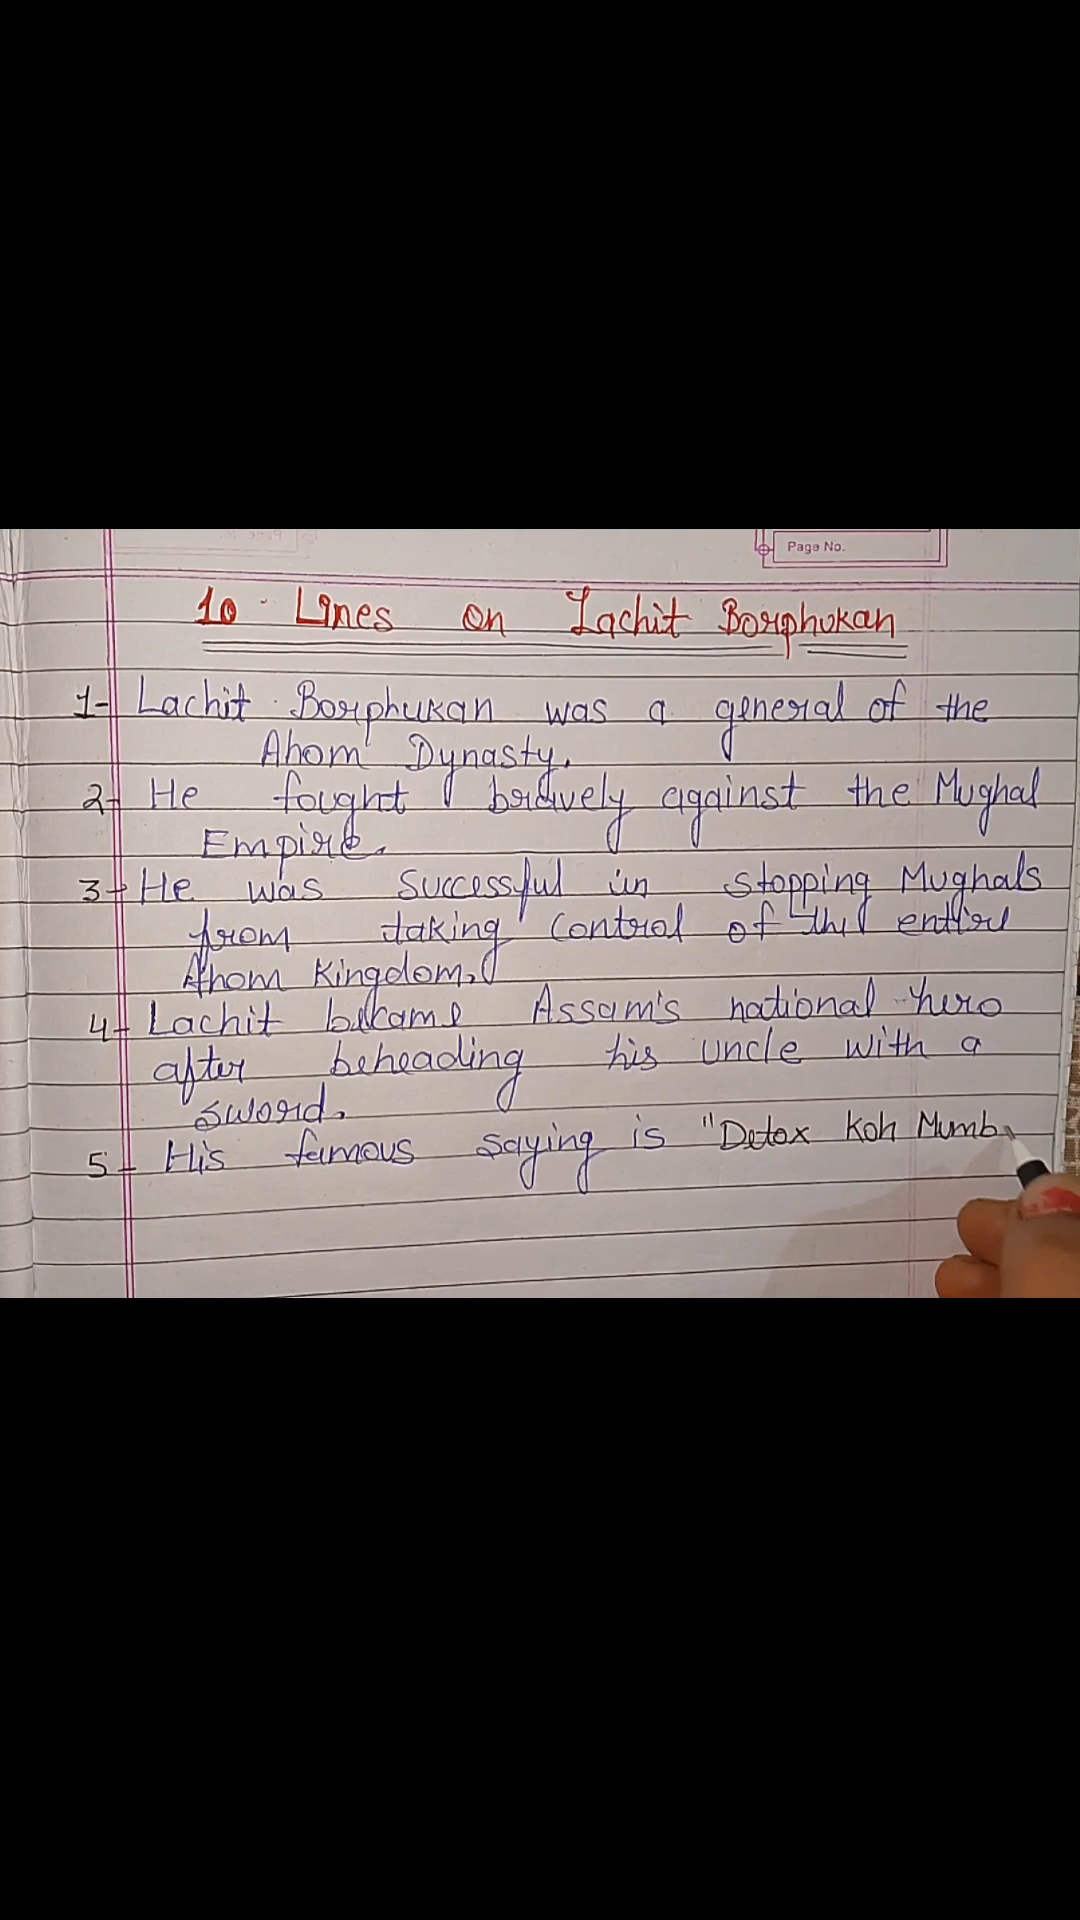 Page No.
10 Lines on Lachit Borphukan
1- Lachit Borphukan was a general of the
Ahom Dynasty.
2- He fought bravely against the Mughal
Empire.
3- He was successful in stopping Mughals
from taking control of the entire
Ahom Kingdom.
4- Lachit became Assam's national hero
after beheading his uncle with a
sword.
5- His famous saying is "Detox Koh Mumb